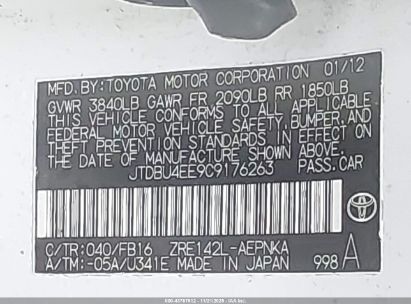 MFD. BY: TOYOTA MOTOR CORPORATION 01/12
GVWR 3840LB GAWR FR 2090LB RR 1850LB
THIS VEHICLE CONFORMS TO ALL APPLICABLE
FEDERAL MOTOR VEHICLE SAFETY, BUMPER, AND
THEFT PREVENTION STANDARDS IN EFFECT ON
THE DATE OF MANUFACTURE SHOWN ABOVE.
JTDBU4EE9C9176263 PASS.CAR
TOYOTA
C/TR: 040/FB16 ZRE142L-AEPNKA
A/TM: -05A/U341E MADE IN JAPAN 998 A